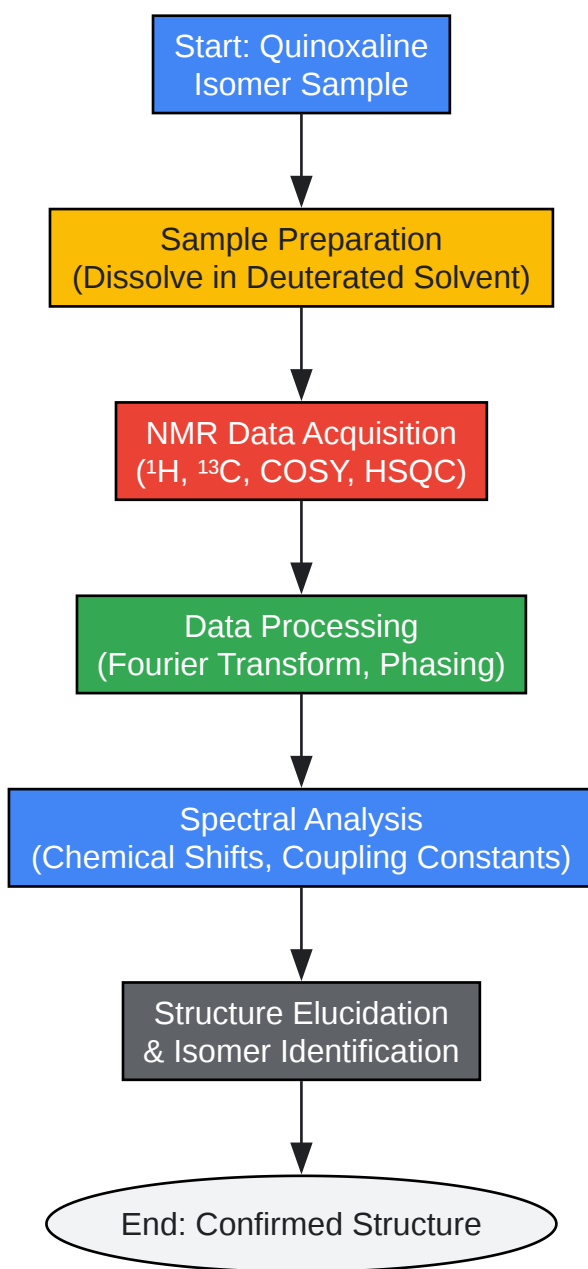 Start: Quinoxaline
Isomer Sample
Sample Preparation
(Dissolve in Deuterated Solvent)
NMR Data Acquisition
(¹H, ¹³C, COSY, HSQC)
Data Processing
(Fourier Transform, Phasing)
Spectral Analysis
(Chemical Shifts, Coupling Constants)
Structure Elucidation
& Isomer Identification
End: Confirmed Structure